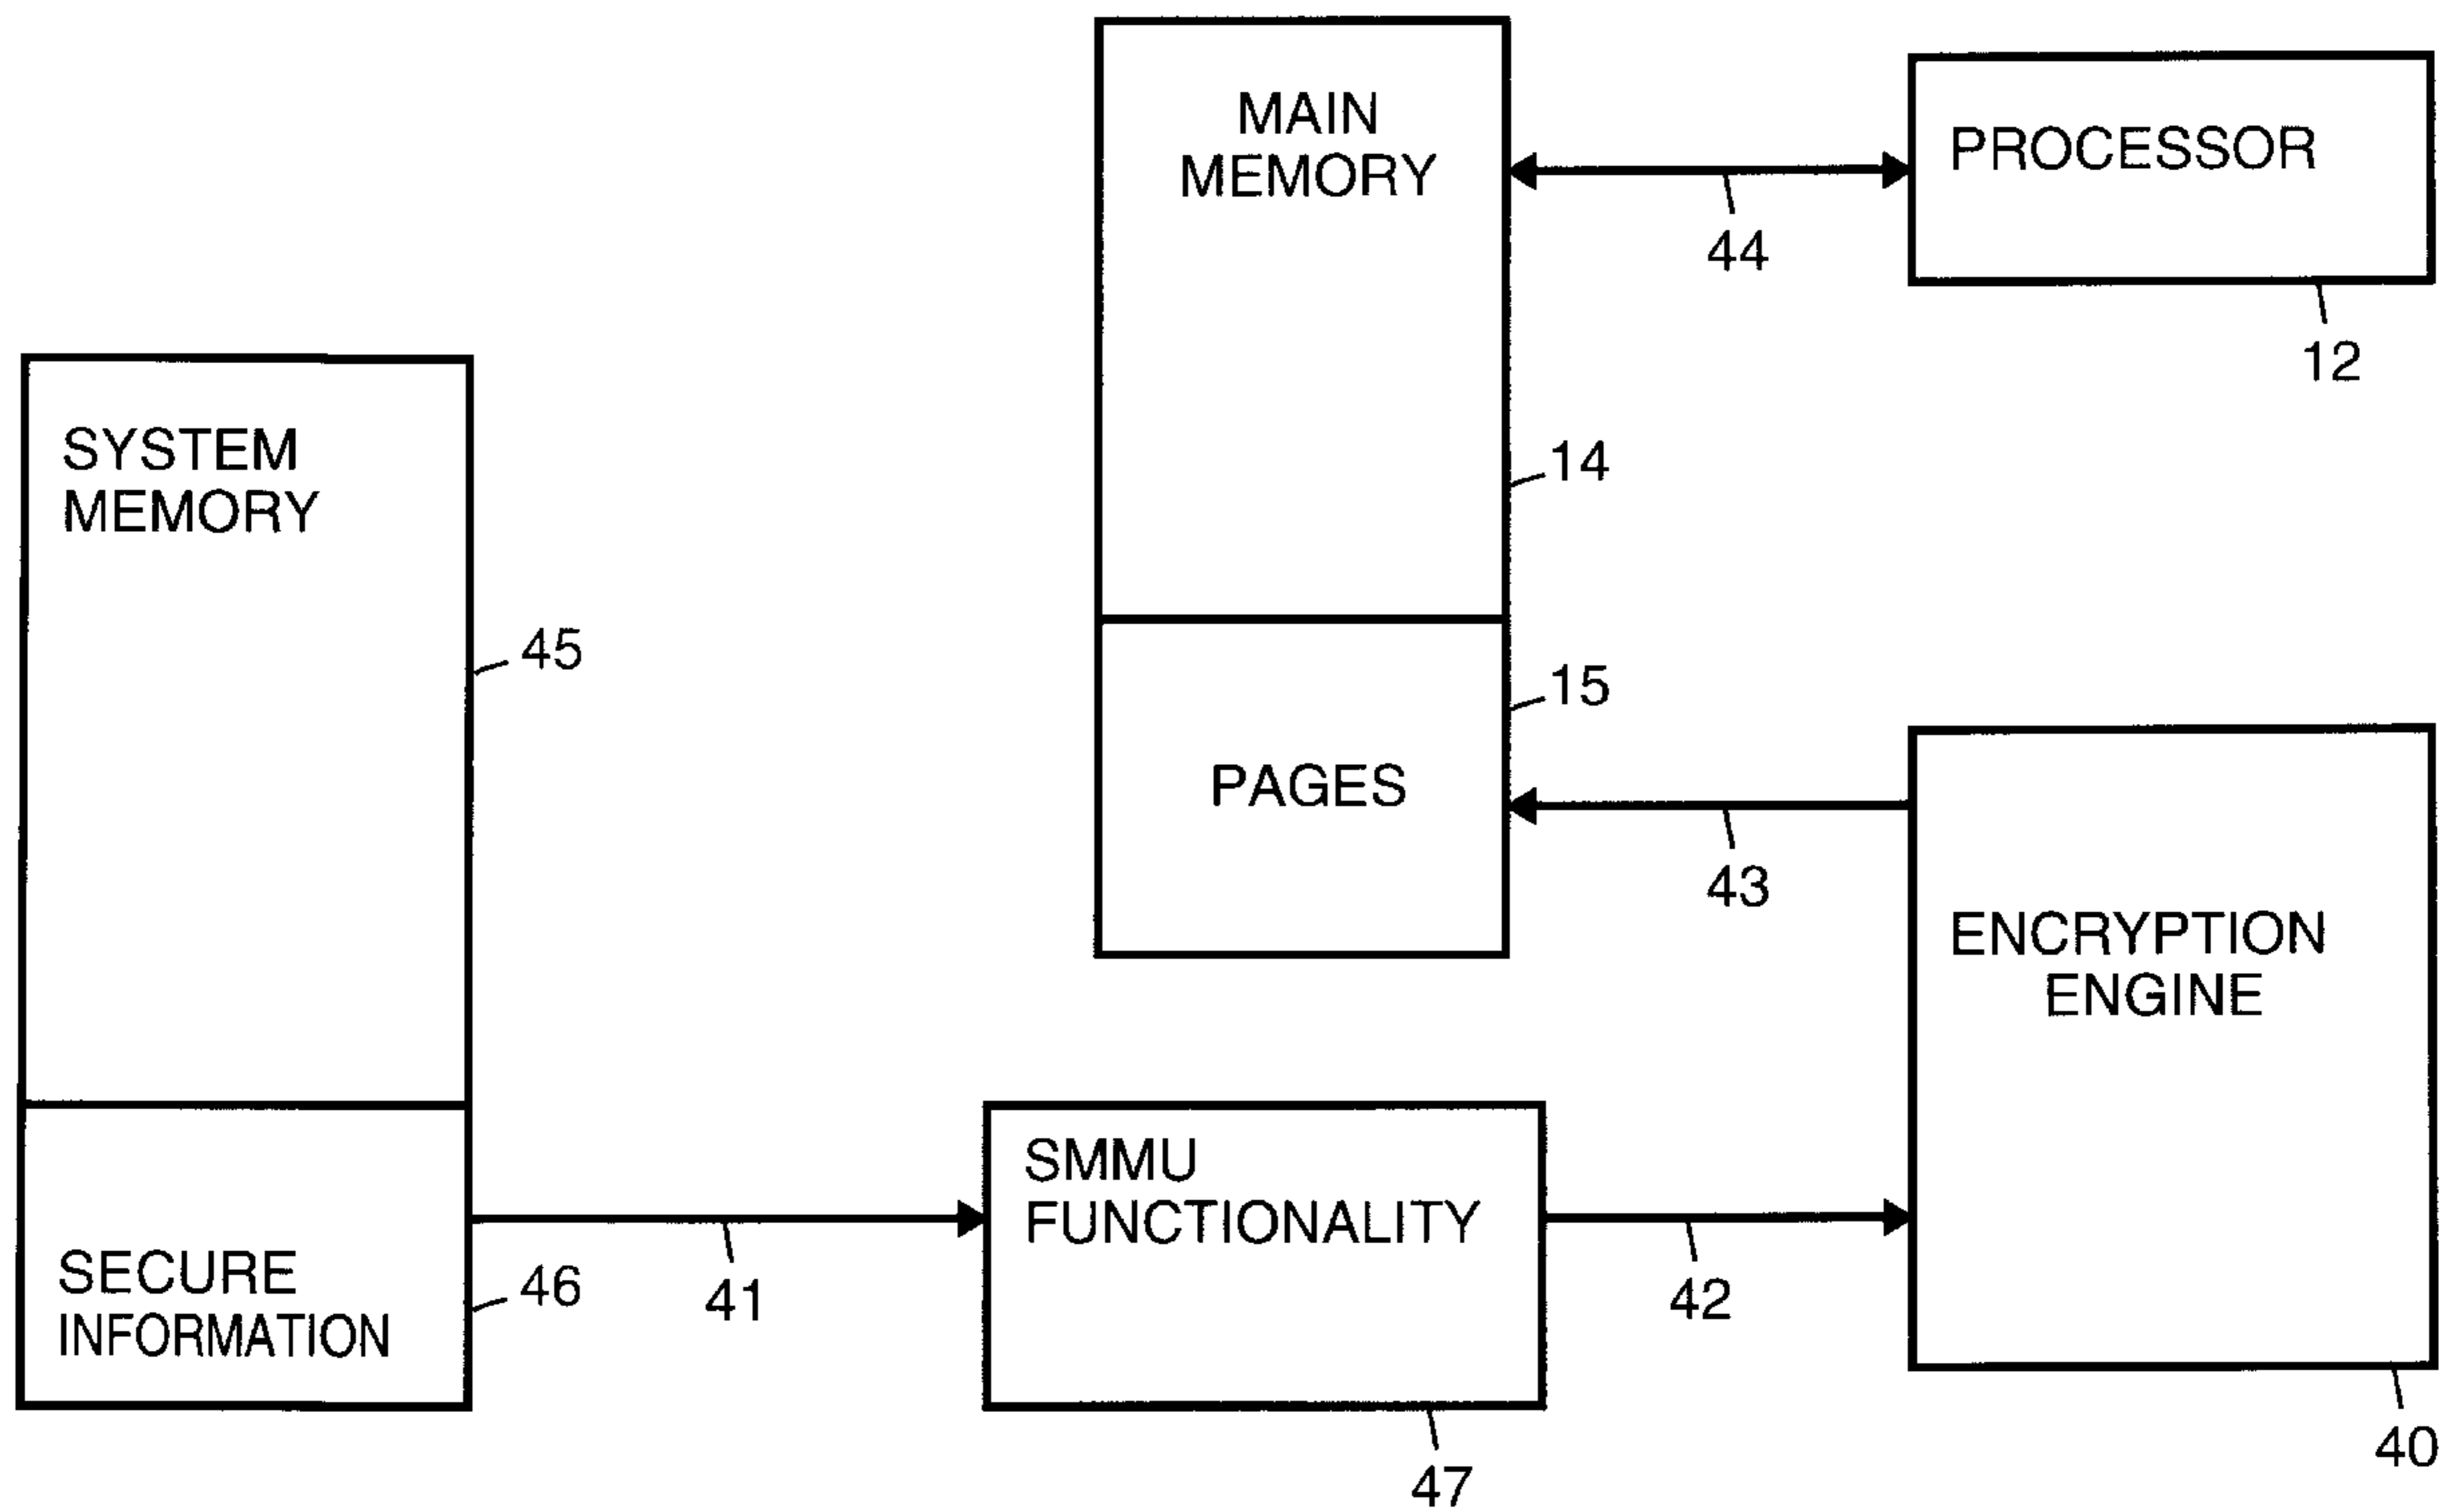 MAIN
MEMORY
PROCESSOR
44
12
SYSTEM
MEMORY
14
45
15
PAGES
43
ENCRYPTION
ENGINE
SMMU
FUNCTIONALITY
SECURE
INFORMATION
46
41
42
40
47